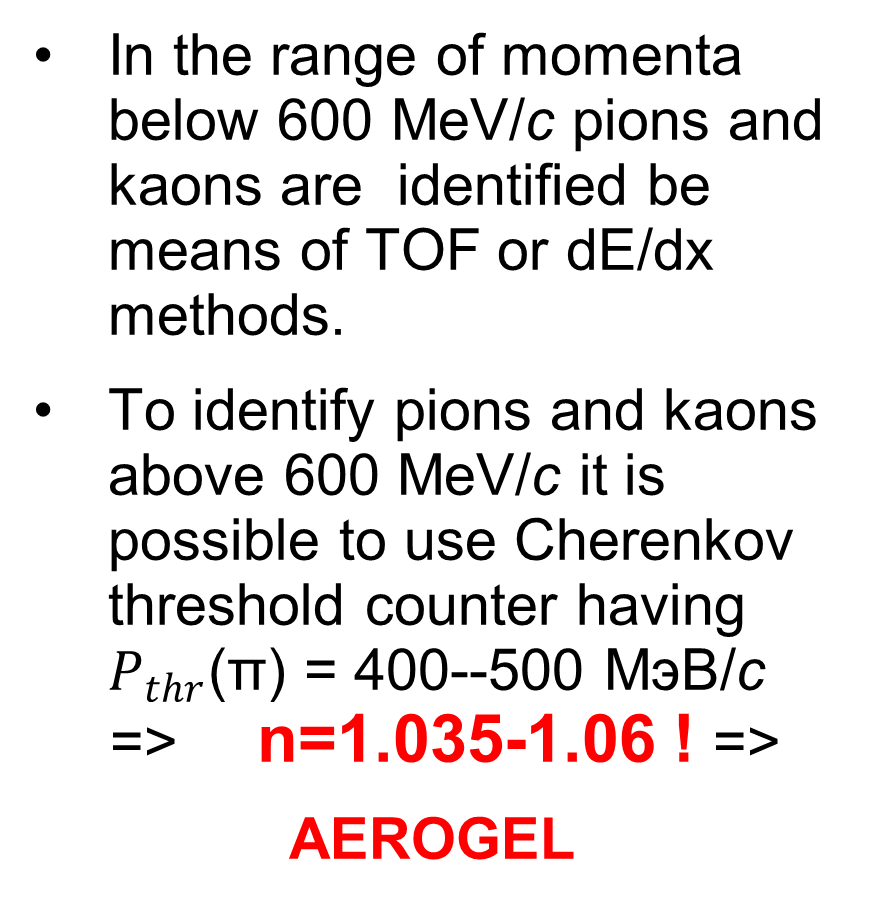 • In the range of momenta
below 600 MeV/c pions and
kaons are  identified be
means of TOF or dE/dx
methods.
• To identify pions and kaons
above 600 MeV/c it is
possible to use Cherenkov
threshold counter having
P_thr(π) = 400--500 МэВ/c
=> n=1.035-1.06 ! =>
AEROGEL